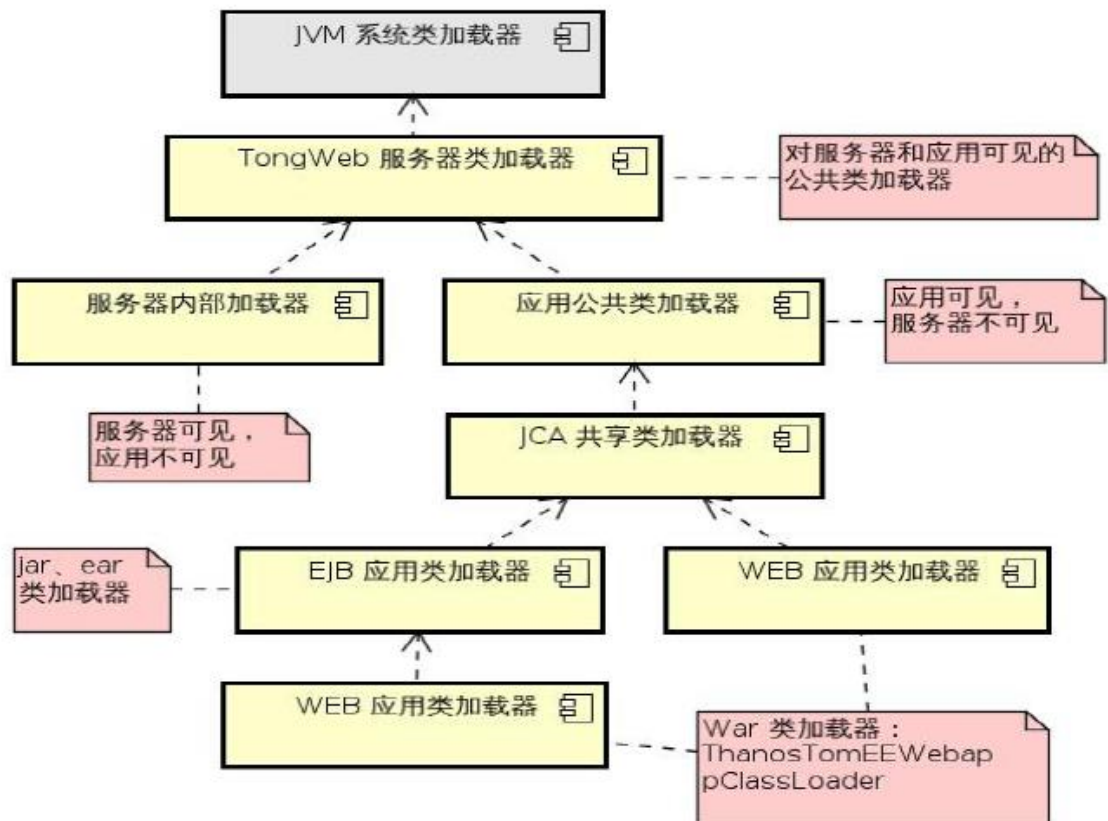 JVM 系统类加载器
TongWeb 服务器类加载器
对服务器和应用可见的
公共类加载器
服务器内部加载器
应用公共类加载器
应用可见，
服务器不可见
服务器可见，
应用不可见
JCA 共享类加载器
jar、ear
类加载器
EJB 应用类加载器
WEB 应用类加载器
WEB 应用类加载器
War 类加载器：
ThanosTomEEWebap
pClassLoader